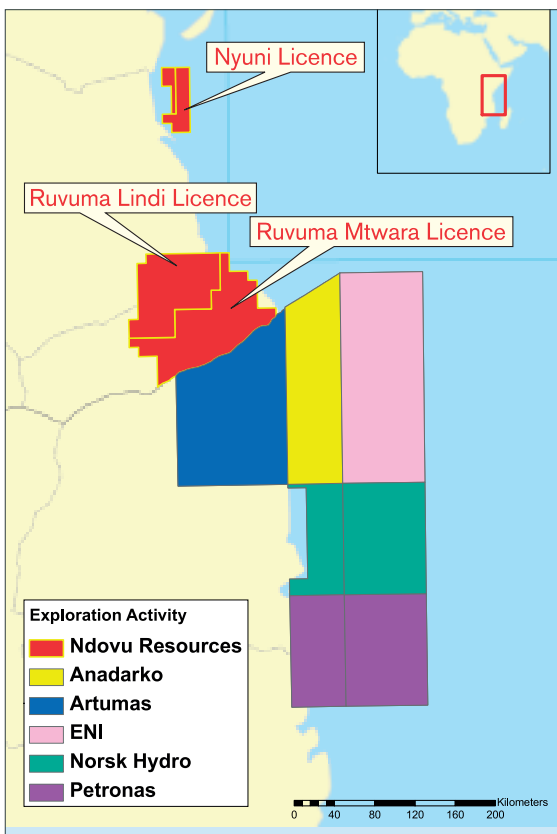 Nyuni Licence
Ruvuma Lindi Licence
Ruvuma Mtwara Licence
Exploration Activity
Ndovu Resources
Anadarko
Artumas
ENI
Norsk Hydro
Petronas
Kilometers
0 40 80 120 160 200